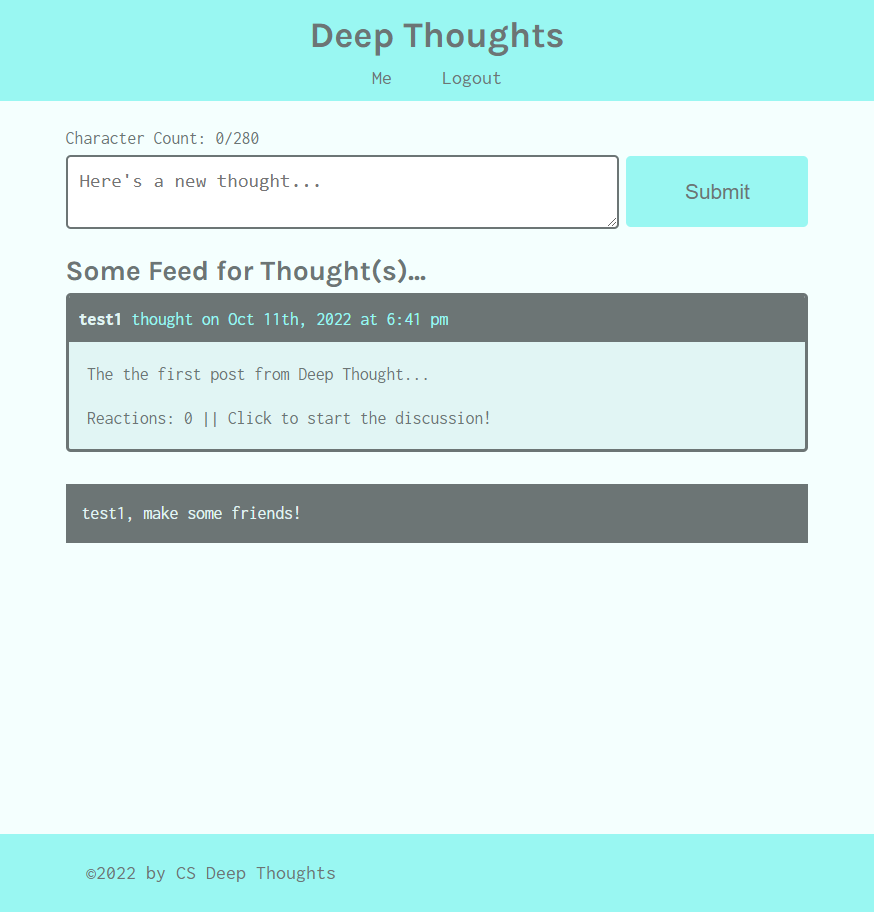 Deep Thoughts
Me Logout
Character Count: 0/280
Here's a new thought...
Submit
Some Feed for Thought(s)...
test1 thought on Oct 11th, 2022 at 6:41 pm
The the first post from Deep Thought...
Reactions: 0 || Click to start the discussion!
test1, make some friends!
©2022 by CS Deep Thoughts